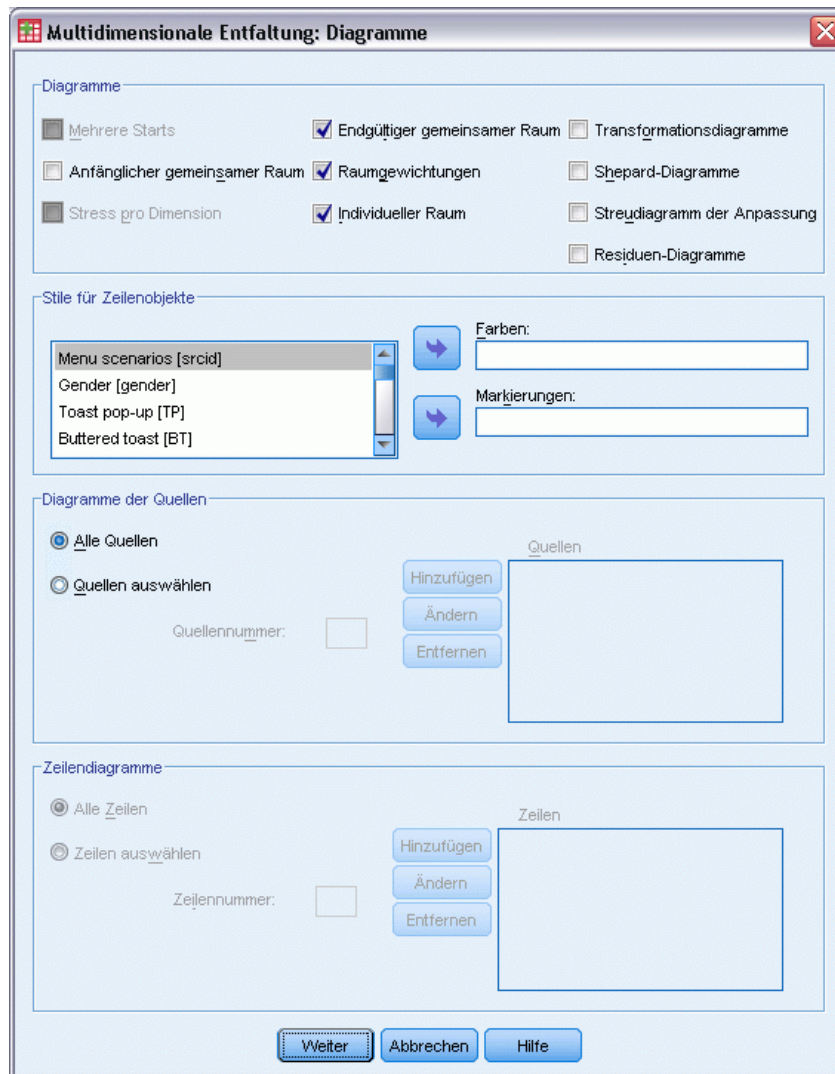 Multidimensionale Entfaltung: Diagramme
Diagramme
Mehrere Starts
Endgültiger gemeinsamer Raum
Transformationsdiagramme
Anfänglicher gemeinsamer Raum
Raumgewichtungen
Shepard-Diagramme
Stress pro Dimension
Individueller Raum
Streudiagramm der Anpassung
Residuen-Diagramme
Stile für Zeilenobjekte
Menu scenarios [srcid]
Gender [gender]
Toast pop-up [TP]
Buttered toast [BT]
Farben:
Markierungen:
Diagramme der Quellen
Alle Quellen
Quellen auswählen
Quellennummer:
Hinzufügen
Ändern
Entfernen
Quellen
Zeilendiagramme
Alle Zeilen
Zeilen auswählen
Zeilennummer:
Hinzufügen
Ändern
Entfernen
Zeilen
Weiter
Abbrechen
Hilfe